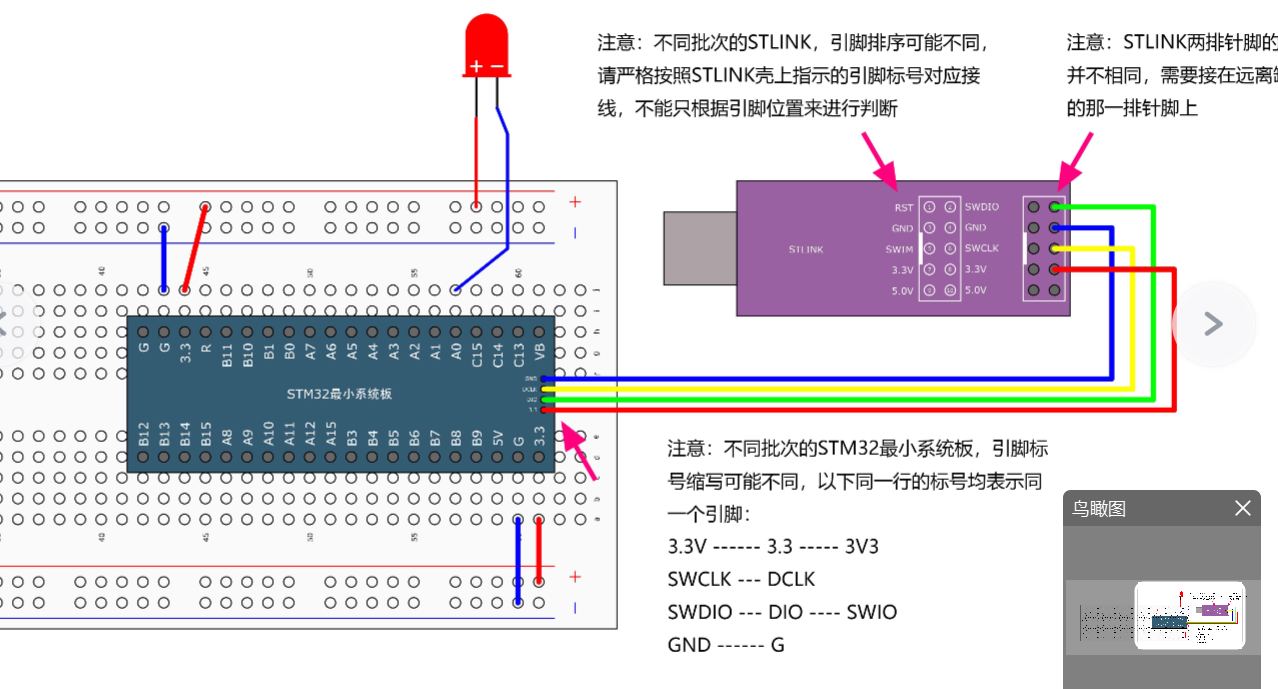 注意：不同批次的STLINK，引脚排序可能不同，
请严格按照STLINK壳上指示的引脚标号对应接
线，不能只根据引脚位置来进行判断
注意：STLINK两排针脚的
并不相同，需要接在远离
的那一排针脚上
+ −
+
−
40 45 50 55 60
STLINK
RST 1 2 SWDIO
GND 3 4 GND
SWIM 5 6 SWCLK
3.3V 7 8 3.3V
5.0V 9 10 5.0V
j
i
h
g
f
G G 3.3 R B11 B10 B1 B0 A7 A6 A5 A4 A3 A2 A1 A0 C15 C14 C13 VB
GND
DCLK
DIO
3.3
STM32最小系统板
B12 B13 B14 B15 A8 A9 A10 A11 A12 A15 B3 B4 B5 B6 B7 B8 B9 5V G 3.3
e
d
c
b
a
40 45 50 55 60
+
−
注意：不同批次的STM32最小系统板，引脚标
号缩写可能不同，以下同一行的标号均表示同
一个引脚：
3.3V ------ 3.3 ----- 3V3
SWCLK --- DCLK
SWDIO --- DIO ---- SWIO
GND ------ G
鸟瞰图